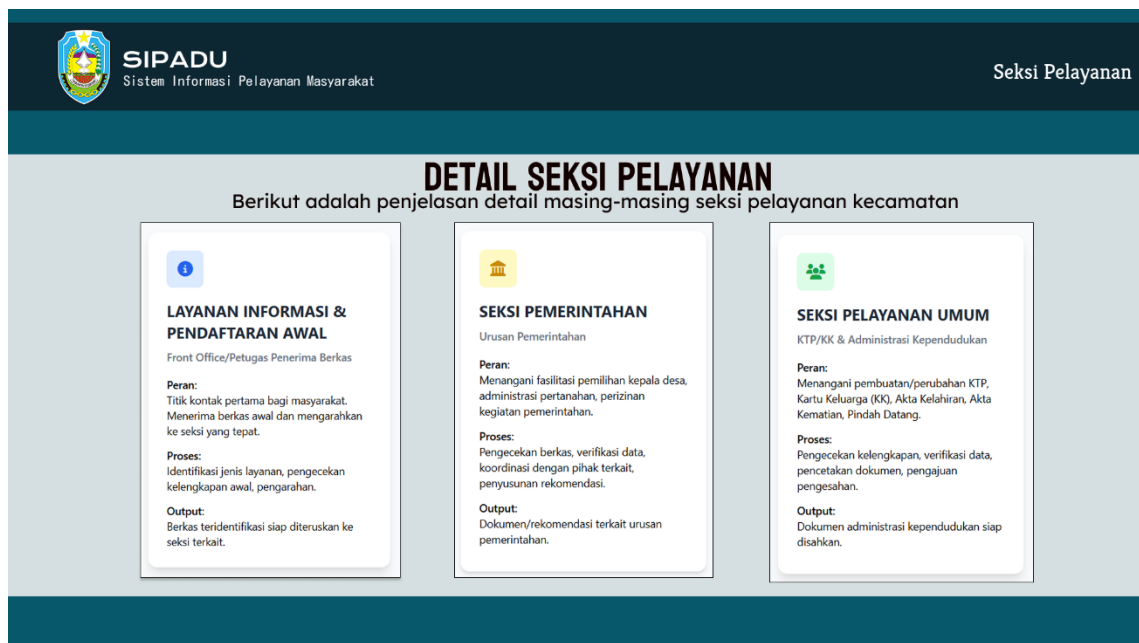 SIPADU
Sistem Informasi Pelayanan Masyarakat
Seksi Pelayanan
DETAIL SEKSI PELAYANAN
Berikut adalah penjelasan detail masing-masing seksi pelayanan kecamatan
LAYANAN INFORMASI &
PENDAFTARAN AWAL
Front Office/Petugas Penerima Berkas
Peran:
Titik kontak pertama bagi masyarakat.
Menerima berkas awal dan mengarahkan
ke seksi yang tepat.
Proses:
Identifikasi jenis layanan, pengecekan
kelengkapan awal, pengarahan.
Output:
Berkas teridentifikasi siap diteruskan ke
seksi terkait.
SEKSI PEMERINTAHAN
Urusan Pemerintahan
Peran:
Menangani fasilitasi pemilihan kepala desa,
administrasi pertanahan, perizinan
kegiatan pemerintahan.
Proses:
Pengecekan berkas, verifikasi data,
koordinasi dengan pihak terkait,
penyusunan rekomendasi.
Output:
Dokumen/rekomendasi terkait urusan
pemerintahan.
SEKSI PELAYANAN UMUM
KTP/KK & Administrasi Kependudukan
Peran:
Menangani pembuatan/perubahan KTP,
Kartu Keluarga (KK), Akta Kelahiran, Akta
Kematian, Pindah Datang.
Proses:
Pengecekan kelengkapan, verifikasi data,
pencetakan dokumen, pengajuan
pengesahan.
Output:
Dokumen administrasi kependudukan siap
disahkan.